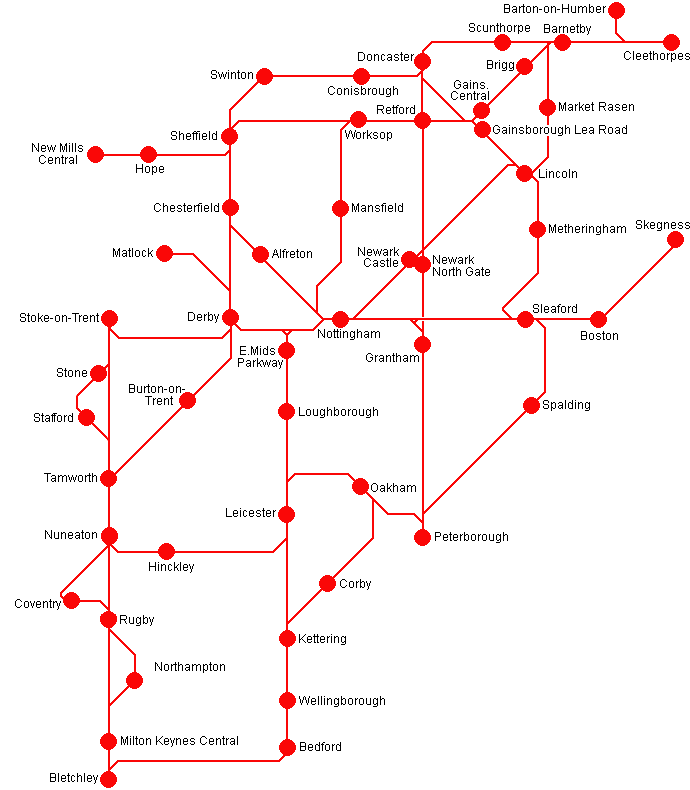 Barton-on-Humber
Scunthorpe
Barnetby
Doncaster
Cleethorpes
Brigg
Swinton
Conisbrough
Gains.
Central
Retford
Market Rasen
Sheffield
Worksop
Gainsborough Lea Road
New Mills
Central
Hope
Lincoln
Chesterfield
Mansfield
Skegness
Metheringham
Matlock
Alfreton
Newark
Castle
Newark
North Gate
Stoke-on-Trent
Derby
Nottingham
Sleaford
Boston
E.Mids
Parkway
Grantham
Stone
Burton-on-
Trent
Stafford
Loughborough
Spalding
Tamworth
Oakham
Leicester
Nuneaton
Peterborough
Hinckley
Corby
Coventry
Rugby
Kettering
Northampton
Wellingborough
Milton Keynes Central
Bedford
Bletchley